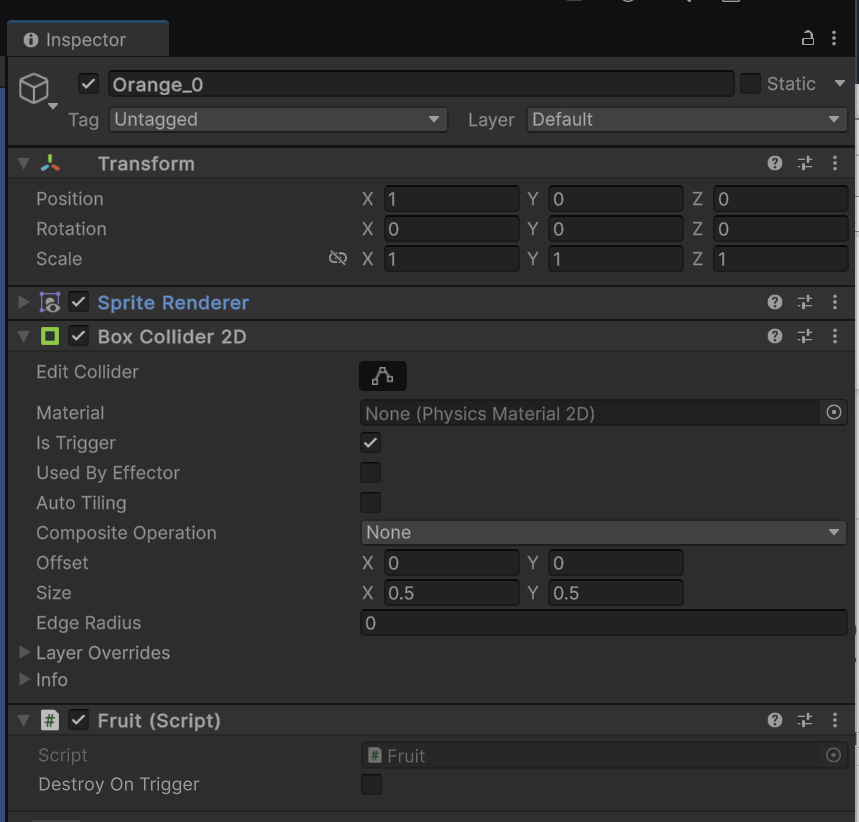 Inspector
Orange_0 Static
Tag Untagged Layer Default
Transform
Position X 1 Y 0 Z 0
Rotation X 0 Y 0 Z 0
Scale X 1 Y 1 Z 1
Sprite Renderer
Box Collider 2D
Edit Collider
Material None (Physics Material 2D)
Is Trigger
Used By Effector
Auto Tiling
Composite Operation None
Offset X 0 Y 0
Size X 0.5 Y 0.5
Edge Radius 0
Layer Overrides
Info
# Fruit (Script)
Script # Fruit
Destroy On Trigger